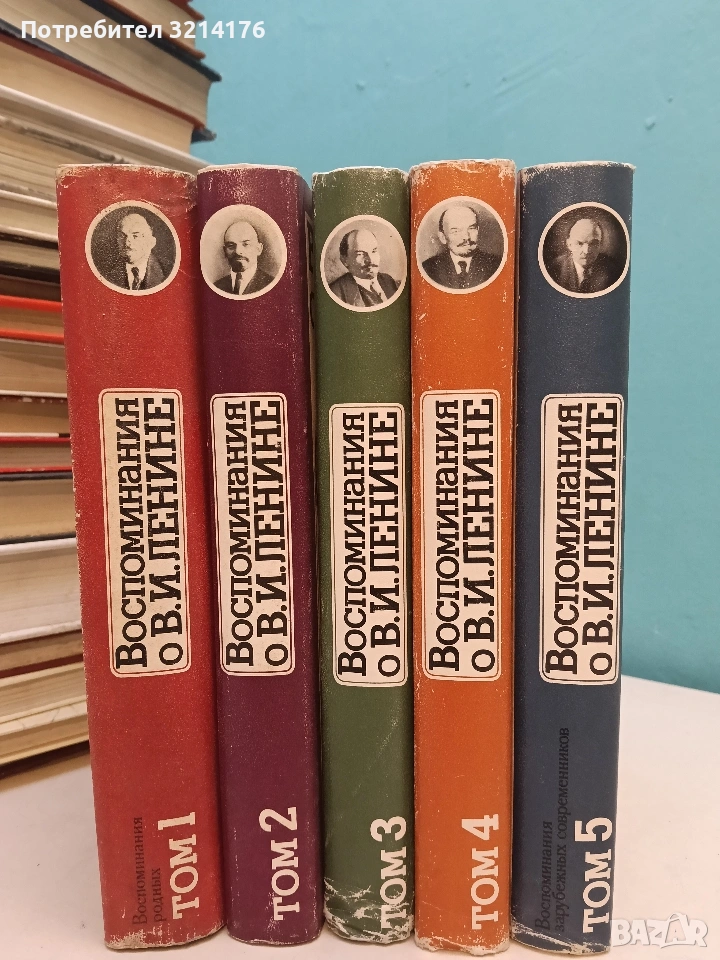 Потребител 3214176
Воспоминания
о В.И.ЛЕНИНЕ
Воспоминания
родных
ТОМ 1
Воспоминания
о В.И.ЛЕНИНЕ
ТОМ 2
Воспоминания
о В.И.ЛЕНИНЕ
ТОМ 3
Воспоминания
о В.И.ЛЕНИНЕ
ТОМ 4
Воспоминания
о В.И.ЛЕНИНЕ
Воспоминания
зарубежных современников
ТОМ 5
BAZAR